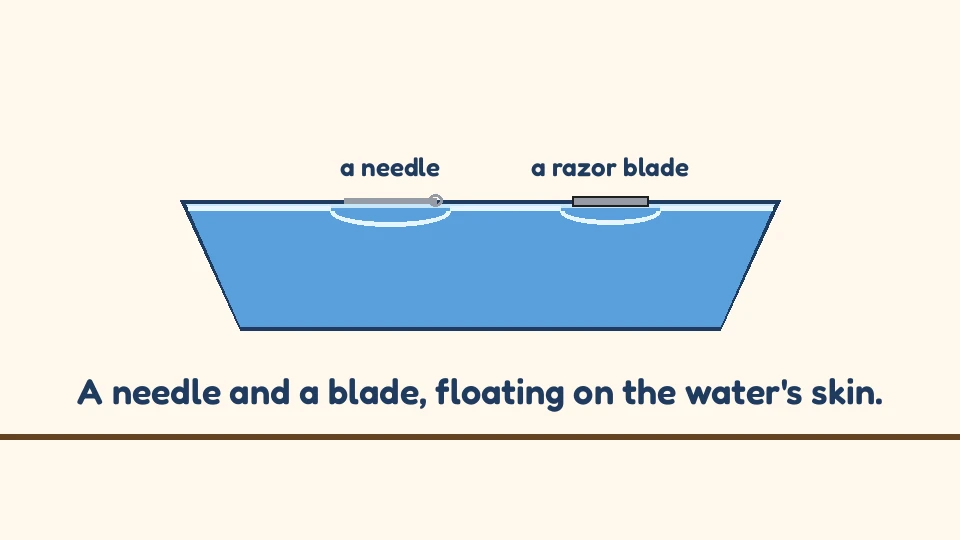 a needle
a razor blade
A needle and a blade, floating on the water's skin.